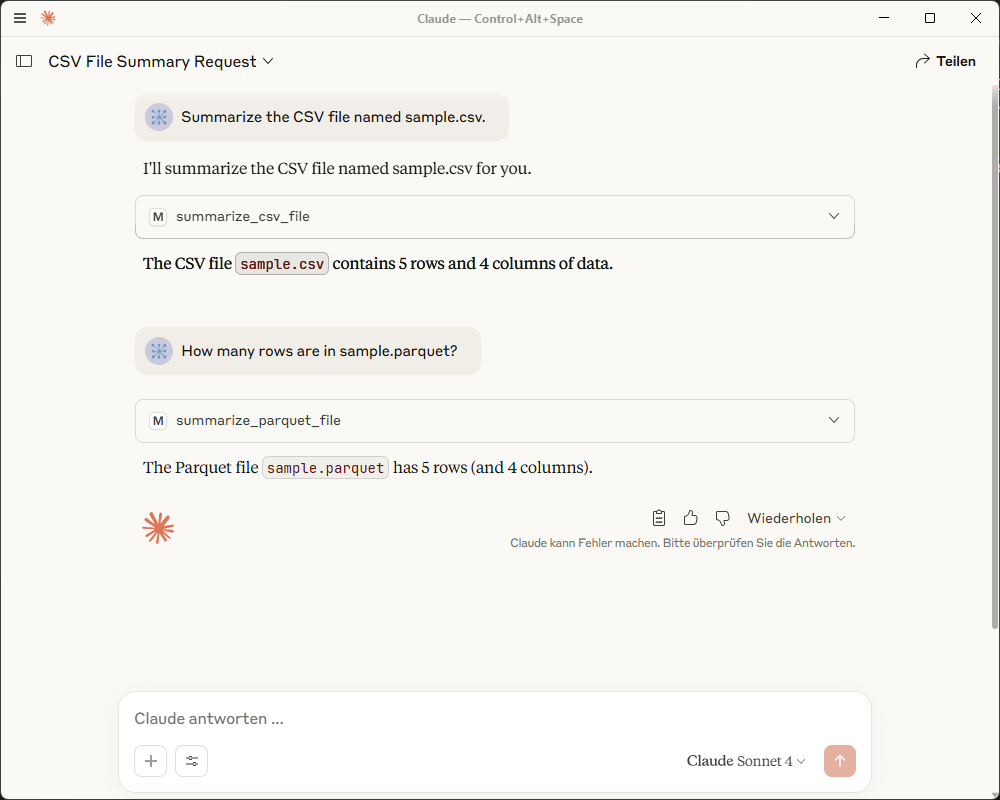 Claude — Control+Alt+Space
CSV File Summary Request
Teilen
Summarize the CSV file named sample.csv.
I'll summarize the CSV file named sample.csv for you.
M summarize_csv_file
The CSV file sample.csv contains 5 rows and 4 columns of data.
How many rows are in sample.parquet?
M summarize_parquet_file
The Parquet file sample.parquet has 5 rows (and 4 columns).
Wiederholen
Claude kann Fehler machen. Bitte überprüfen Sie die Antworten.
Claude antworten ...
Claude Sonnet 4